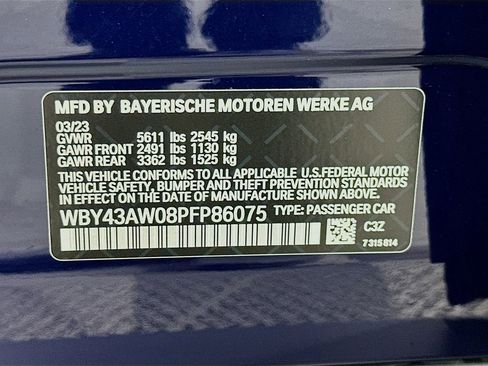 MFD BY BAYERISCHE MOTOREN WERKE AG
03/23
GVWR 5611 lbs 2545 kg
GAWR FRONT 2491 lbs 1130 kg
GAWR REAR 3362 lbs 1525 kg
THIS VEHICLE CONFORMS TO ALL APPLICABLE U.S.FEDERAL MOTOR
VEHICLE SAFETY, BUMPER, AND THEFT PREVENTION STANDARDS IN
EFFECT ON THE DATE OF MANUFACTURE SHOWN ABOVE.
WBY43AW08PFP86075 TYPE: PASSENGER CAR
C3Z
7315814